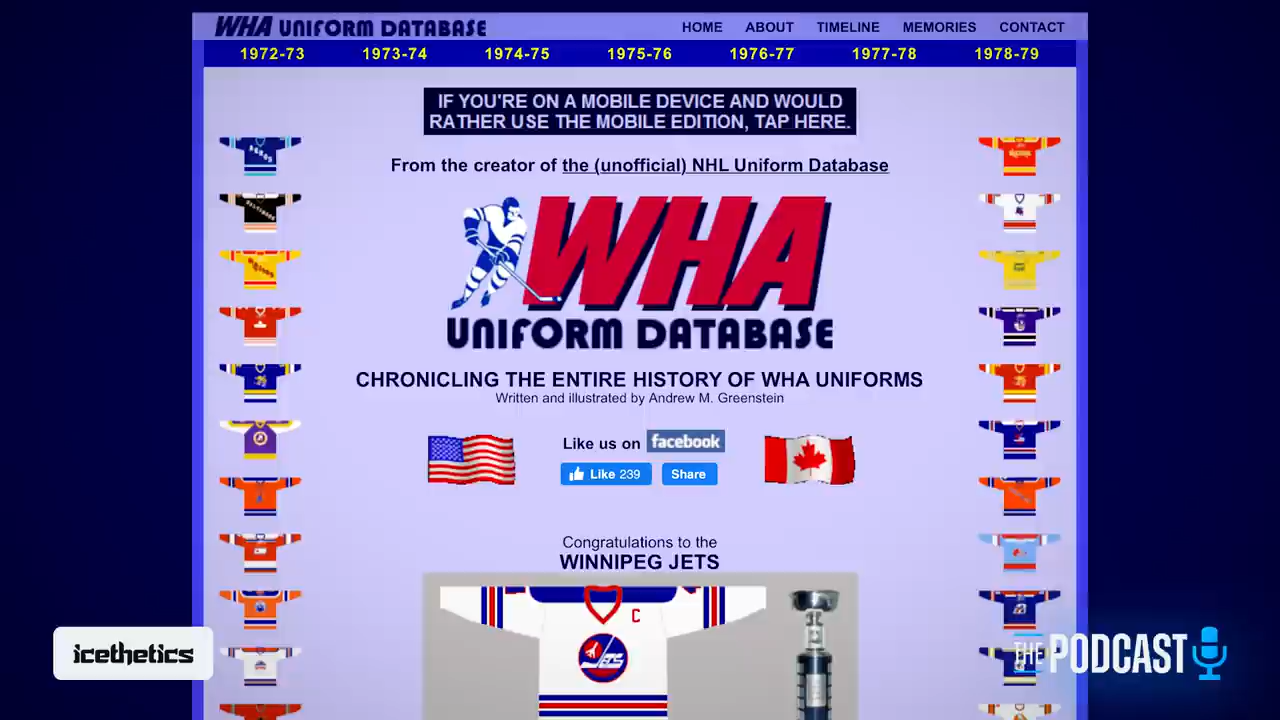 WHA UNIFORM DATABASE
HOME ABOUT TIMELINE MEMORIES CONTACT
1972-73 1973-74 1974-75 1975-76 1976-77 1977-78 1978-79
IF YOU'RE ON A MOBILE DEVICE AND WOULD
RATHER USE THE MOBILE EDITION, TAP HERE.
From the creator of the (unofficial) NHL Uniform Database
WHA
UNIFORM DATABASE
CHRONICLING THE ENTIRE HISTORY OF WHA UNIFORMS
Written and illustrated by Andrew M. Greenstein
Like us on facebook
Like 239 Share
Congratulations to the
WINNIPEG JETS
C
JETS
icethetics
THE PODCAST